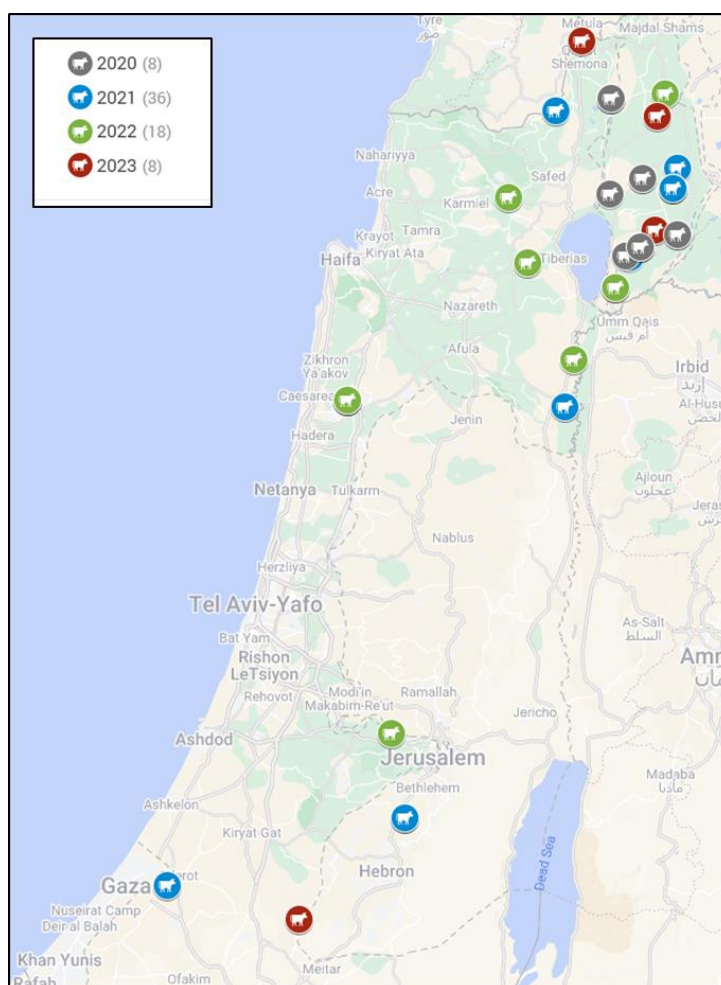 2020 (8)
2021 (36)
2022 (18)
2023 (8)
Tyre
صور
Metula
Majdal Shams
Shemona
Nahariyya
Safed
Acre
Karmiel
Krayot
Tamra
Kiryat Ata
Haifa
Tiberias
Nazareth
Umm Qais
أم قيس
Afula
Zikhron
Ya'akov
Irbid
إربد
Caesarea
Al-Husn
Jenin
Hadera
Ajloun
عجلون
Netanya
Tulkarm
Nablus
Herzliya
Tel Aviv-Yafo
As-Salt
السلط
Bat Yam
Rishon
LeTsiyon
Rehovot
Modi'in
Makabim-Re'ut
Ramallah
Jericho
Ashdod
Jerusalem
Madaba
مادبا
Bethlehem
Ashkelon
Kiryat Gat
Dead Sea
Hebron
Gaza
Nuseirat Camp
Deir al Balah
Khan Yunis
Rafah
Ofakim
Meitar